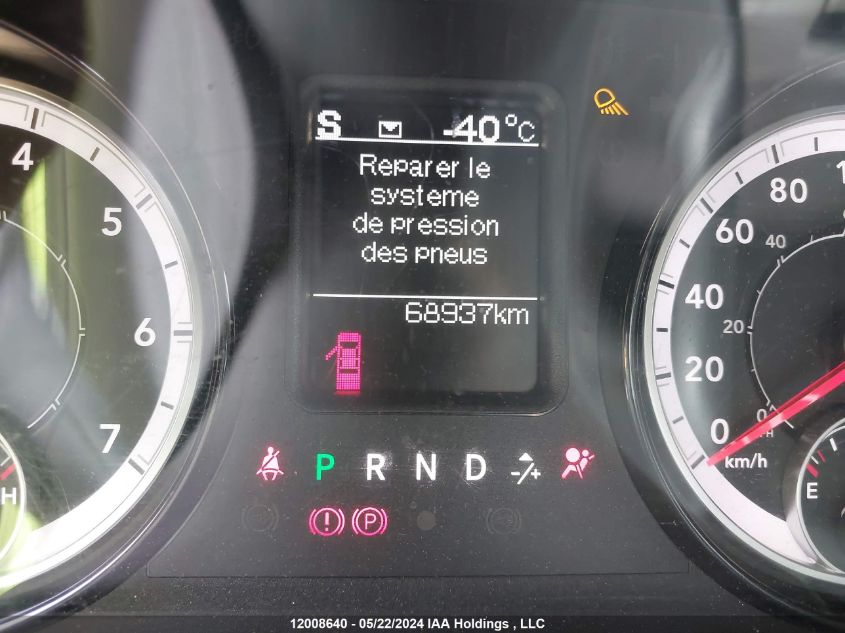 S -40°C
Reparer le
systeme
de pression
des pneus
68937km
4
5
6
7
H
P R N D -/+
! P
80
60
40
20
0
km/h
40
20
0
E
12008640 - 05/22/2024 IAA Holdings , LLC